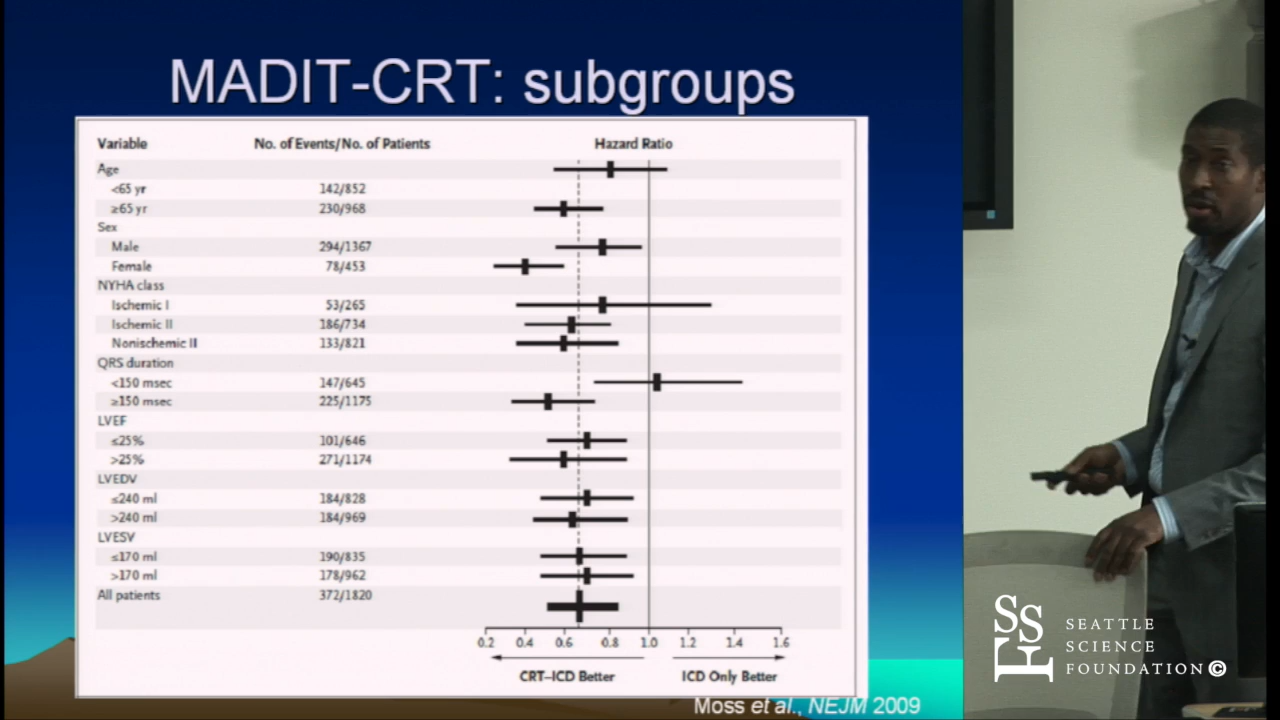 MADIT-CRT: subgroups
Variable No. of Events/No. of Patients Hazard Ratio
Age
<65 yr 142/852
≥65 yr 230/968
Sex
Male 294/1367
Female 78/453
NYHA class
Ischemic I 53/265
Ischemic II 186/734
Nonischemic II 133/821
QRS duration
<150 msec 147/645
≥150 msec 225/1175
LVEF
≤25% 101/646
>25% 271/1174
LVEDV
≤240 ml 184/828
>240 ml 184/969
LVESV
≤170 ml 190/835
>170 ml 178/962
All patients 372/1820
0.2 0.4 0.6 0.8 1.0 1.2 1.4 1.6
CRT–ICD Better ICD Only Better
Moss et al., NEJM 2009
SSF
SEATTLE
SCIENCE
FOUNDATION©